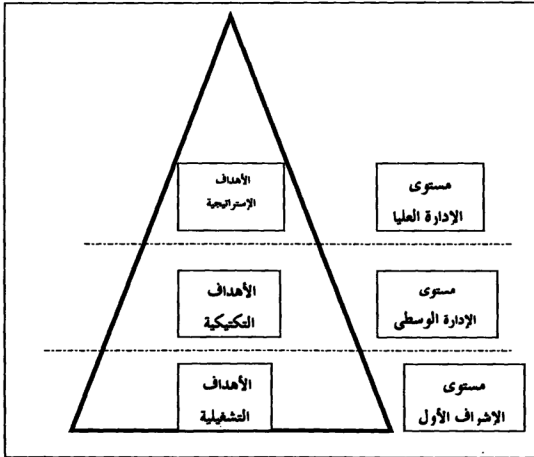 مستوى
الإدارة العليا
الأهداف
الإستراتيجية
مستوى
الإدارة الوسطى
الأهداف
التكتيكية
مستوى
الإشراف الأول
الأهداف
التشغيلية